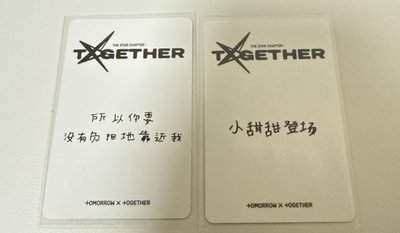 THE STAR CHAPTER:
TOGETHER
所以你要
没有负担地靠近我
TOMORROW X TOGETHER
THE STAR CHAPTER:
TOGETHER
小甜甜登场
TOMORROW X TOGETHER